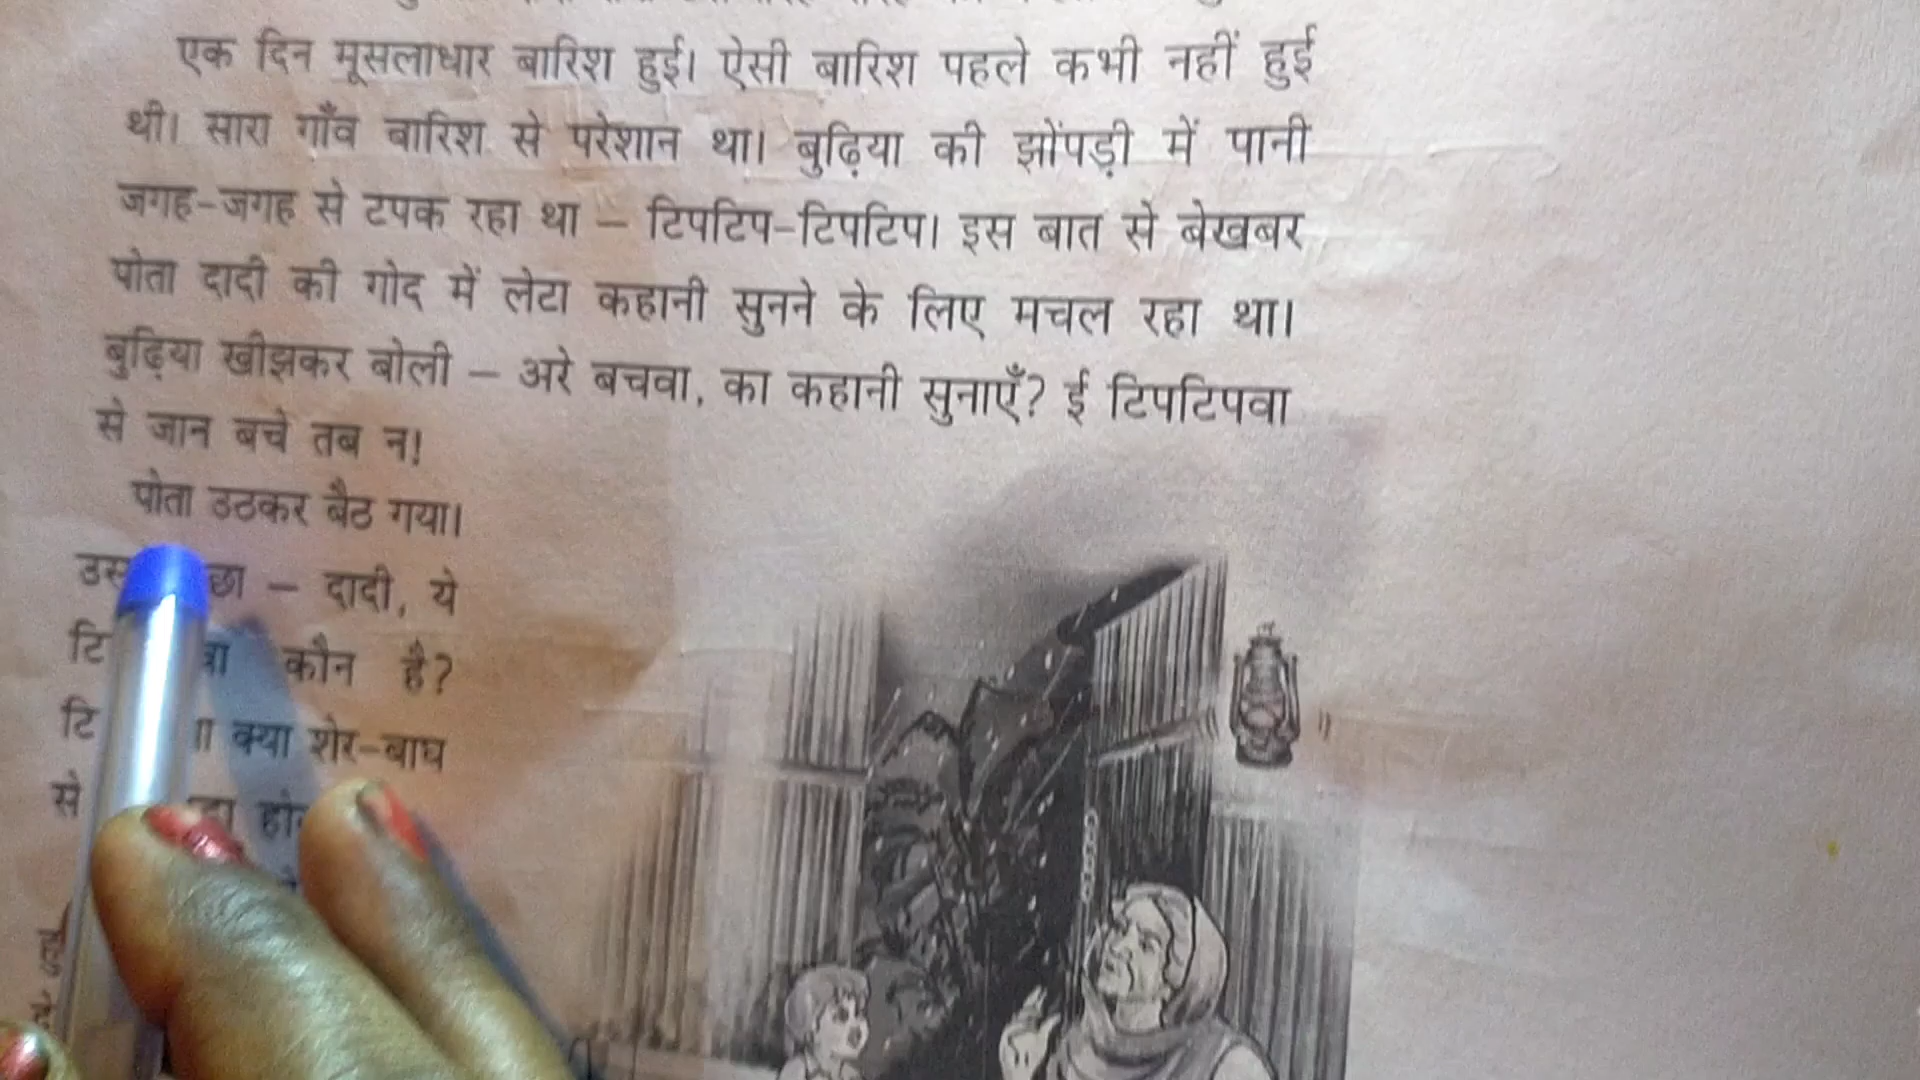 एक दिन मूसलाधार बारिश हुई। ऐसी बारिश पहले कभी नहीं हुई
थी। सारा गाँव बारिश से परेशान था। बुढ़िया की झोंपड़ी में पानी
जगह-जगह से टपक रहा था – टिपटिप-टिपटिप। इस बात से बेखबर
पोता दादी की गोद में लेटा कहानी सुनने के लिए मचल रहा था।
बुढ़िया खीझकर बोली – अरे बचवा, का कहानी सुनाएँ? ई टिपटिपवा
से जान बचे तब न!
पोता उठकर बैठ गया।
– दादी, ये
कौन है?
क्या शेर-बाघ
से